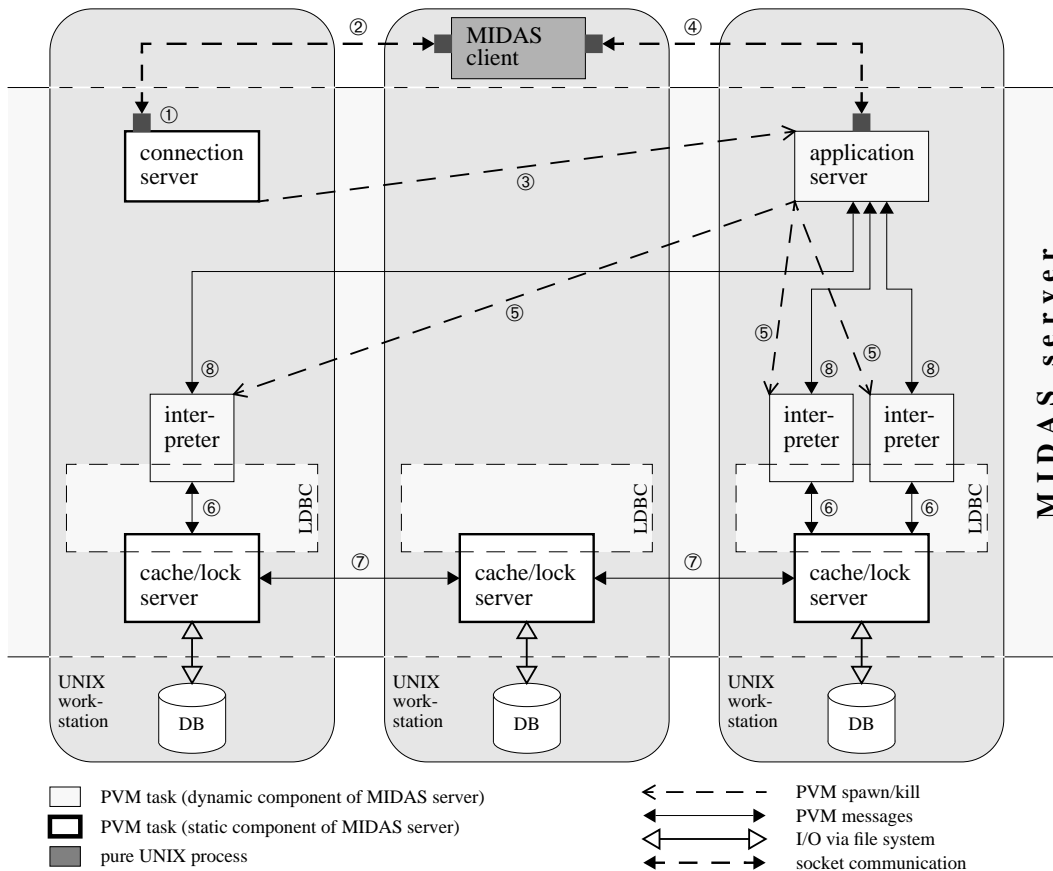 ②
MIDAS
client
④
①
connection
server
③
application
server
⑤
⑤
⑤
⑧
⑧
⑧
inter-
preter
inter-
preter
inter-
preter
⑥
LDBC
LDBC
⑥
⑥
LDBC
cache/lock
server
⑦
cache/lock
server
⑦
cache/lock
server
MIDAS server
UNIX
work-
station
DB
UNIX
work-
station
DB
UNIX
work-
station
DB
PVM task (dynamic component of MIDAS server)
PVM task (static component of MIDAS server)
pure UNIX process
PVM spawn/kill
PVM messages
I/O via file system
socket communication